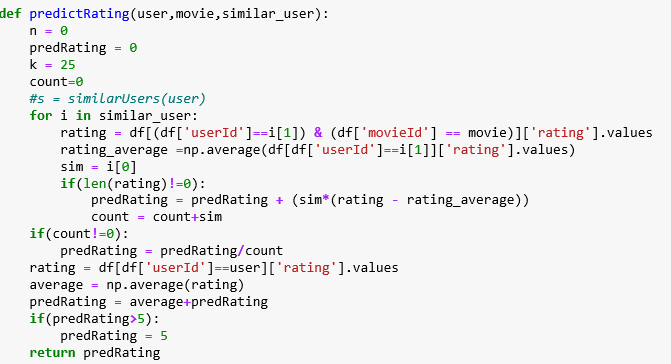 def predictRating(user,movie,similar_user):
    n = 0
    predRating = 0
    k = 25
    count=0
    #s = similarUsers(user)
    for i in similar_user:
        rating = df[(df['userId']==i[1]) & (df['movieId'] == movie)]['rating'].values
        rating_average =np.average(df[df['userId']==i[1]]['rating'].values)
        sim = i[0]
        if(len(rating)!=0):
            predRating = predRating + (sim*(rating - rating_average))
            count = count+sim
    if(count!=0):
        predRating = predRating/count
    rating = df[df['userId']==user]['rating'].values
    average = np.average(rating)
    predRating = average+predRating
    if(predRating>5):
        predRating = 5
    return predRating